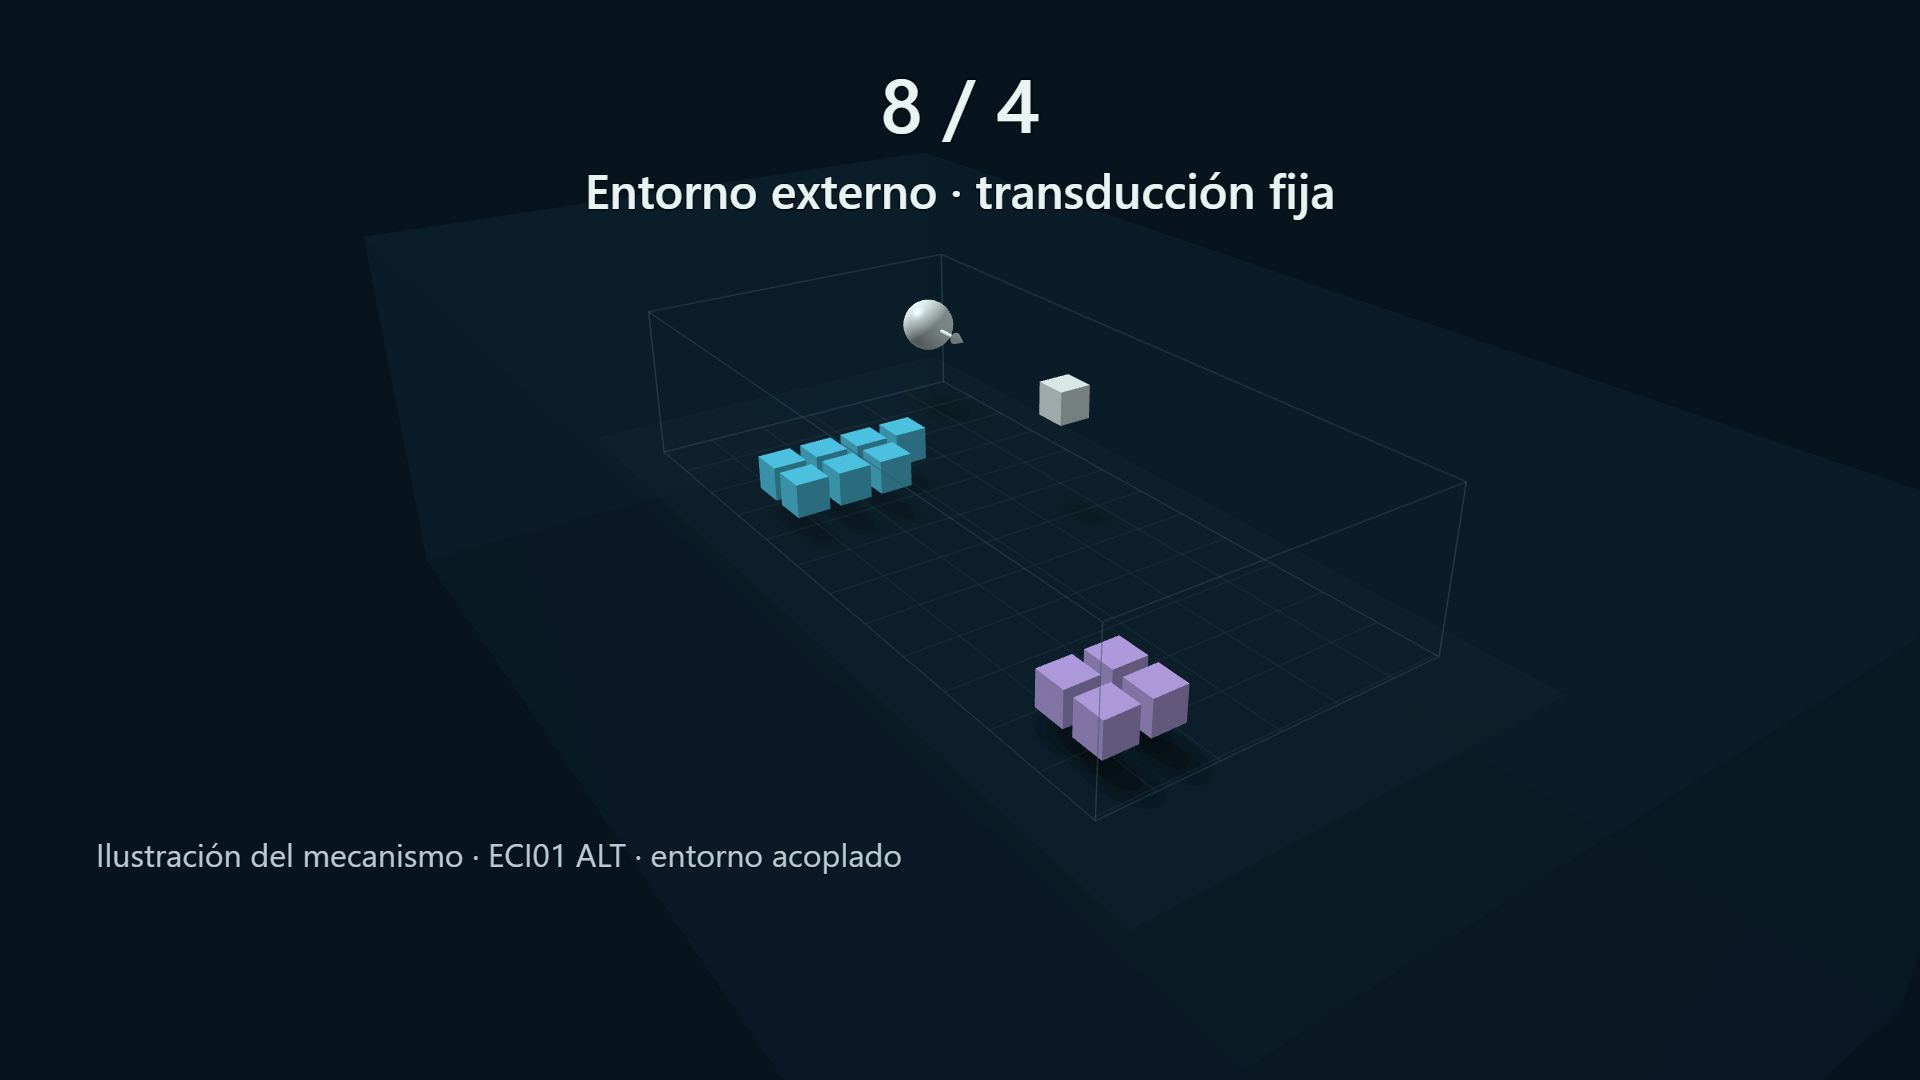 8 / 4
Entorno externo · transducción fija
Ilustración del mecanismo · ECI01 ALT · entorno acoplado